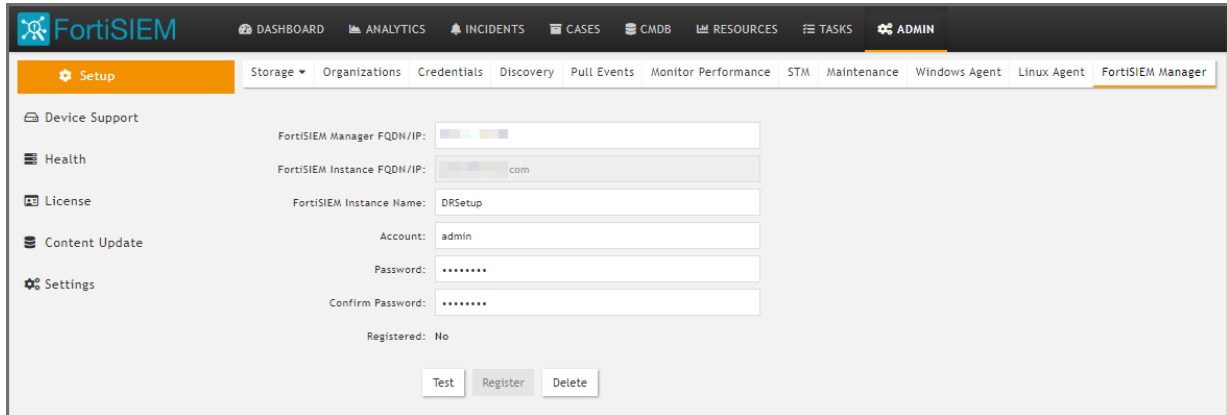 FortiSIEM DASHBOARD ANALYTICS INCIDENTS CASES CMDB RESOURCES TASKS ADMIN
Setup
Storage Organizations Credentials Discovery Pull Events Monitor Performance STM Maintenance Windows Agent Linux Agent FortiSIEM Manager
Device Support
Health
License
Content Update
Settings
FortiSIEM Manager FQDN/IP:
FortiSIEM Instance FQDN/IP: .com
FortiSIEM Instance Name: DRSetup
Account: admin
Password: ••••••••
Confirm Password: ••••••••
Registered: No
Test Register Delete